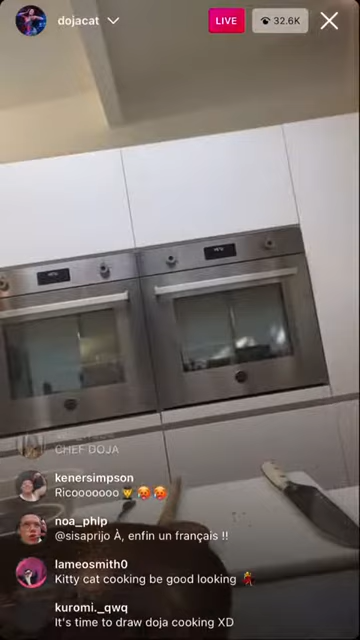 dojacat
LIVE
32.6K
CHEF DOJA
kenersimpson
Ricooooooo
noa_phlp
@sisaprijo À, enfin un français !!
lameosmith0
Kitty cat cooking be good looking
kuromi._qwq
It's time to draw doja cooking XD